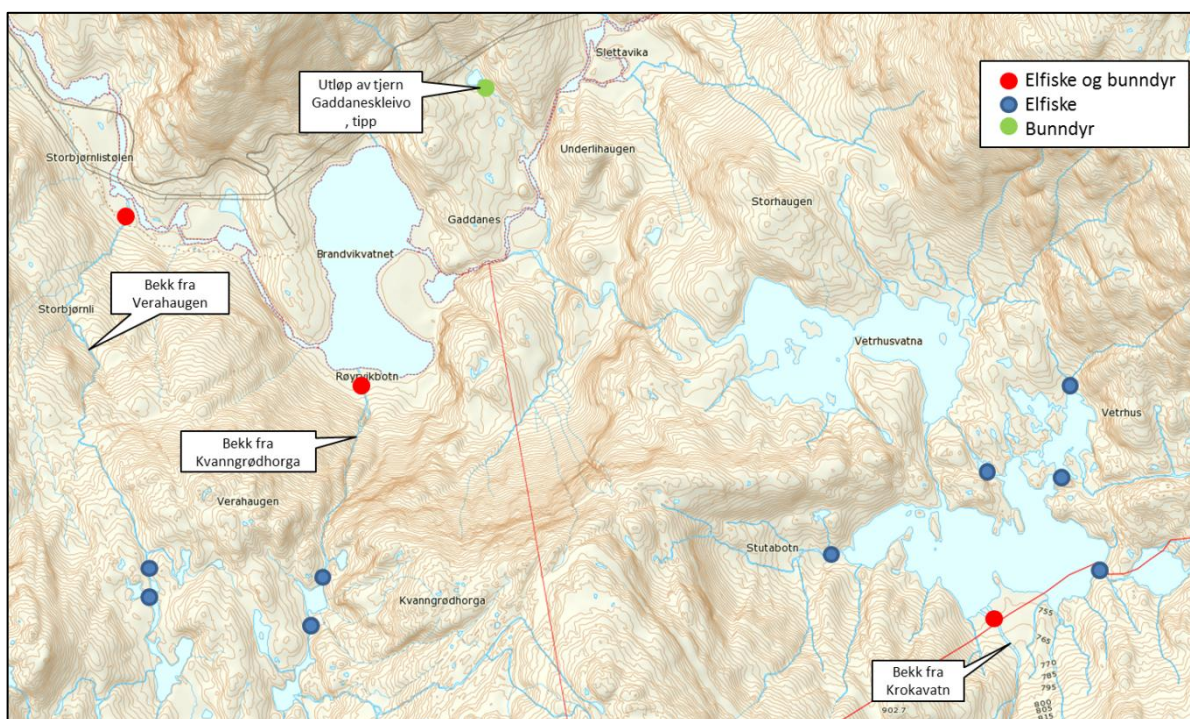 Slettavika
Utløp av tjern
Gaddaneskleivo
, tipp
Elfiske og bunndyr
Elfiske
Bunndyr
Storbjørnlistølen
Underlihaugen
Storhaugen
Gaddanes
Brandvikvatnet
Bekk fra
Verahaugen
Storbjørnli
Vetrhusvatna
Røyrvikbotn
Vetrhus
Bekk fra
Kvanngrødhorga
Verahaugen
Stutabotn
Kvanngrødhorga
755
765
770
785
795
800
805
815
Bekk fra
Krokavatn
902 7